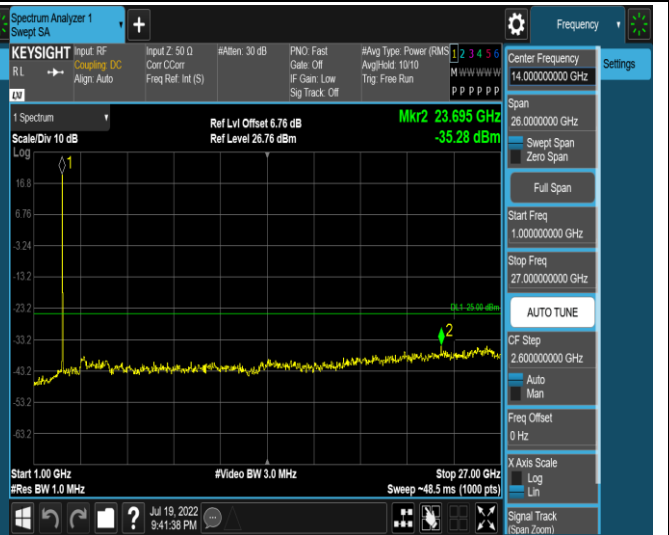 Spectrum Analyzer 1
Swept SA
+
Frequency
KEYSIGHT
R L
LXI
Input: RF
Coupling: DC
Align: Auto
Input Z: 50 Ω
Corr CCorr
Freq Ref: Int (S)
#Atten: 30 dB
PNO: Fast
Gate: Off
IF Gain: Low
Sig Track: Off
#Avg Type: Power (RMS
Avg|Hold: 10/10
Trig: Free Run
1 2 3 4 5 6
M W W W W W
P P P P P P
Settings
1 Spectrum
Scale/Div 10 dB
Log
Ref Lvl Offset 6.76 dB
Ref Level 26.76 dBm
Mkr2 23.695 GHz
-35.28 dBm
1
16.8
6.76
-3.24
-13.2
-23.2
DL1 -25.00 dBm
2
-33.2
-43.2
-53.2
-63.2
Start 1.00 GHz
#Res BW 1.0 MHz
#Video BW 3.0 MHz
Stop 27.00 GHz
Sweep ~48.5 ms (1000 pts)
?
Jul 19, 2022
9:41:38 PM
Center Frequency
14.000000000 GHz
Span
26.0000000 GHz
Swept Span
Zero Span
Full Span
Start Freq
1.000000000 GHz
Stop Freq
27.000000000 GHz
AUTO TUNE
CF Step
2.600000000 GHz
Auto
Man
Freq Offset
0 Hz
X Axis Scale
Log
Lin
Signal Track
(Span Zoom)